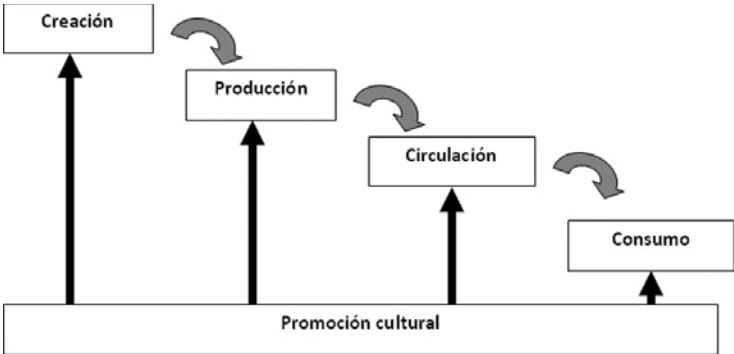 Creación
Producción
Circulación
Consumo
Promoción cultural